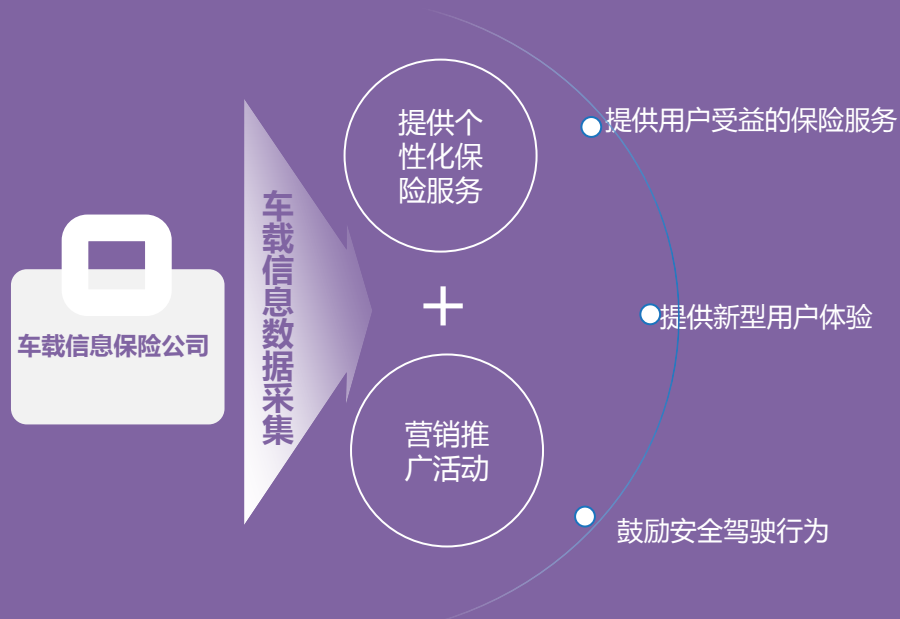 车载信息保险公司
车载信息数据采集
提供个
性化保
险服务
+
营销推
广活动
提供用户受益的保险服务
提供新型用户体验
鼓励安全驾驶行为